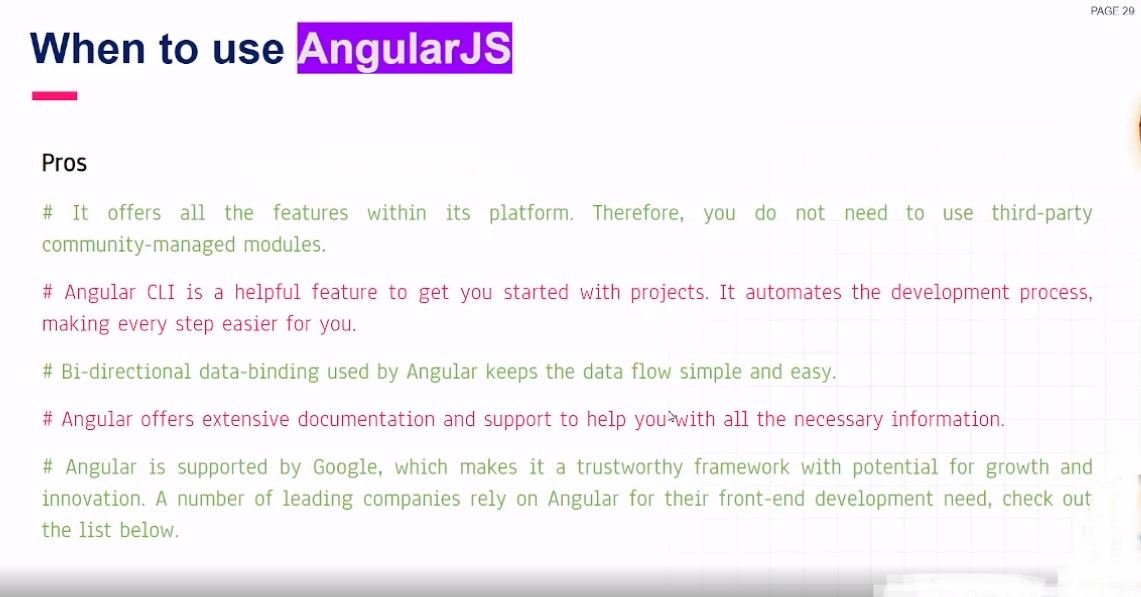 PAGE 29
When to use AngularJS
Pros
# It offers all the features within its platform. Therefore, you do not need to use third-party
community-managed modules.
# Angular CLI is a helpful feature to get you started with projects. It automates the development process,
making every step easier for you.
# Bi-directional data-binding used by Angular keeps the data flow simple and easy.
# Angular offers extensive documentation and support to help you with all the necessary information.
# Angular is supported by Google, which makes it a trustworthy framework with potential for growth and
innovation. A number of leading companies rely on Angular for their front-end development need, check out
the list below.